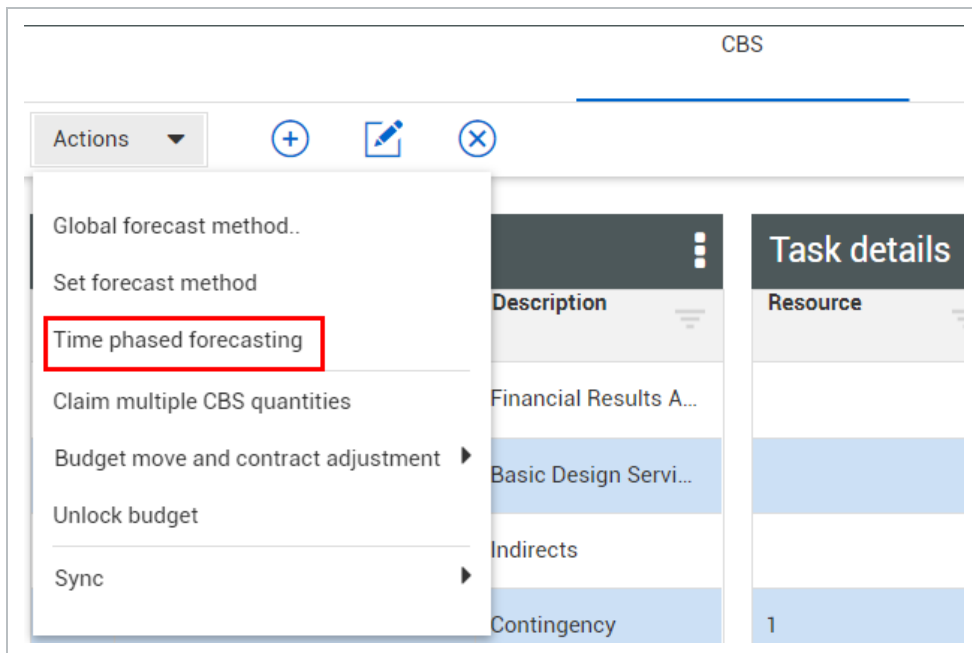 CBS
Actions
Global forecast method..
Set forecast method
Time phased forecasting
Claim multiple CBS quantities
Budget move and contract adjustment
Unlock budget
Sync
Description
Financial Results A...
Basic Design Servi...
Indirects
Contingency
Task details
Resource
1